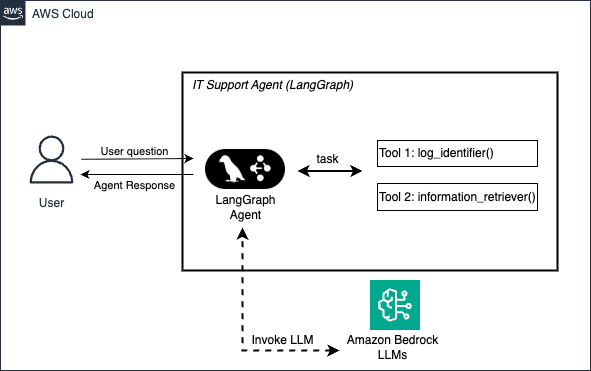 aws
AWS Cloud
IT Support Agent (LangGraph)
User question
Agent Response
User
LangGraph
Agent
task
Tool 1: log_identifier()
Tool 2: information_retriever()
Invoke LLM
Amazon Bedrock
LLMs